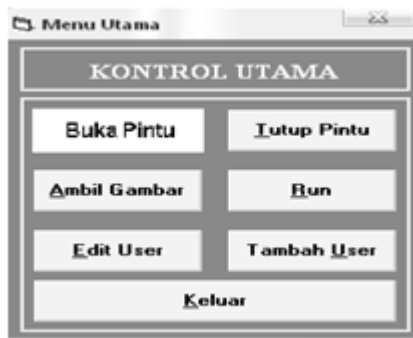 Menu Utama
KONTROL UTAMA
Buka Pintu
Tutup Pintu
Ambil Gambar
Run
Edit User
Tambah User
Keluar